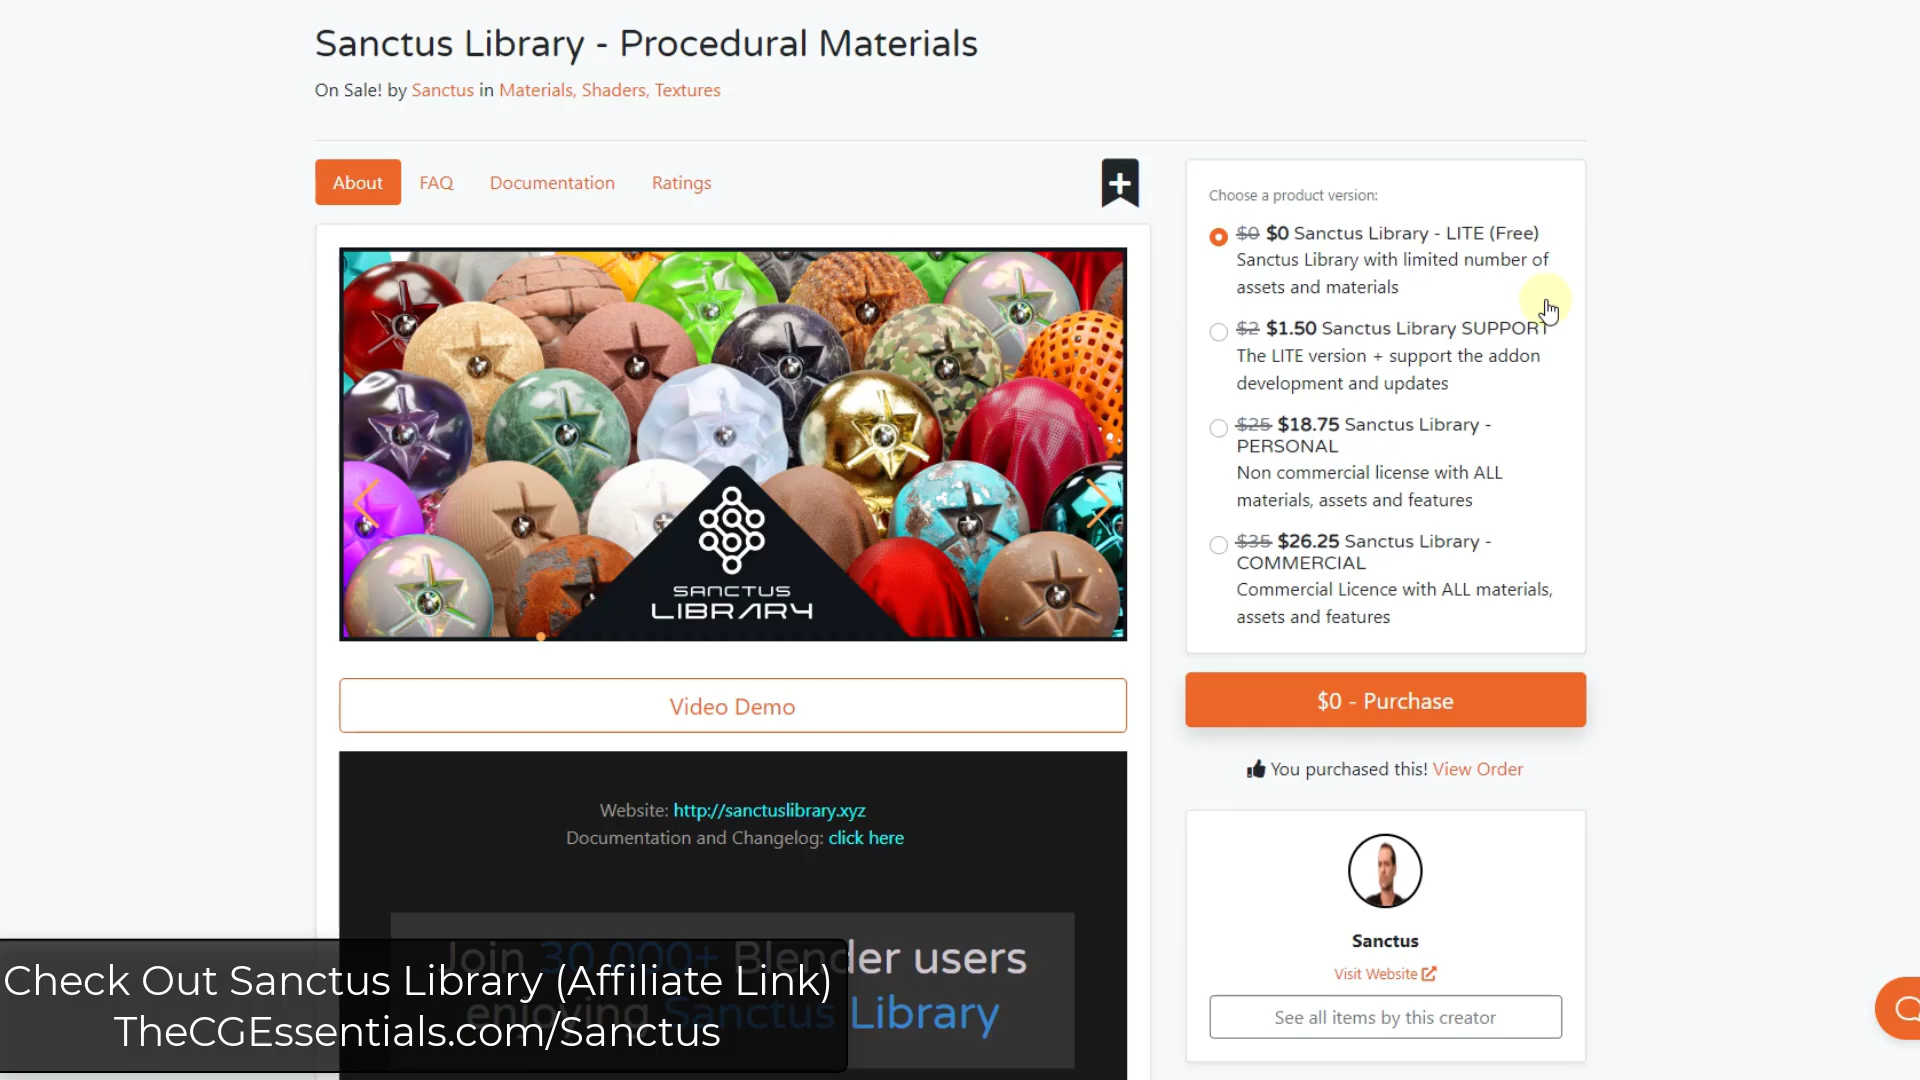 Sanctus Library - Procedural Materials
On Sale! by Sanctus in Materials, Shaders, Textures
About
FAQ
Documentation
Ratings
Choose a product version:
$0 $0 Sanctus Library - LITE (Free)
Sanctus Library with limited number of
assets and materials
$2 $1.50 Sanctus Library SUPPORT
The LITE version + support the addon
development and updates
$25 $18.75 Sanctus Library -
PERSONAL
Non commercial license with ALL
materials, assets and features
$35 $26.25 Sanctus Library -
COMMERCIAL
Commercial Licence with ALL materials,
assets and features
SANCTUS
LIBRARY
Video Demo
$0 - Purchase
You purchased this! View Order
Website: http://sanctuslibrary.xyz
Documentation and Changelog: click here
Join 30,000+ Blender users
enjoying Sanctus Library
Sanctus
Visit Website
See all items by this creator
Check Out Sanctus Library (Affiliate Link)
TheCGEssentials.com/Sanctus